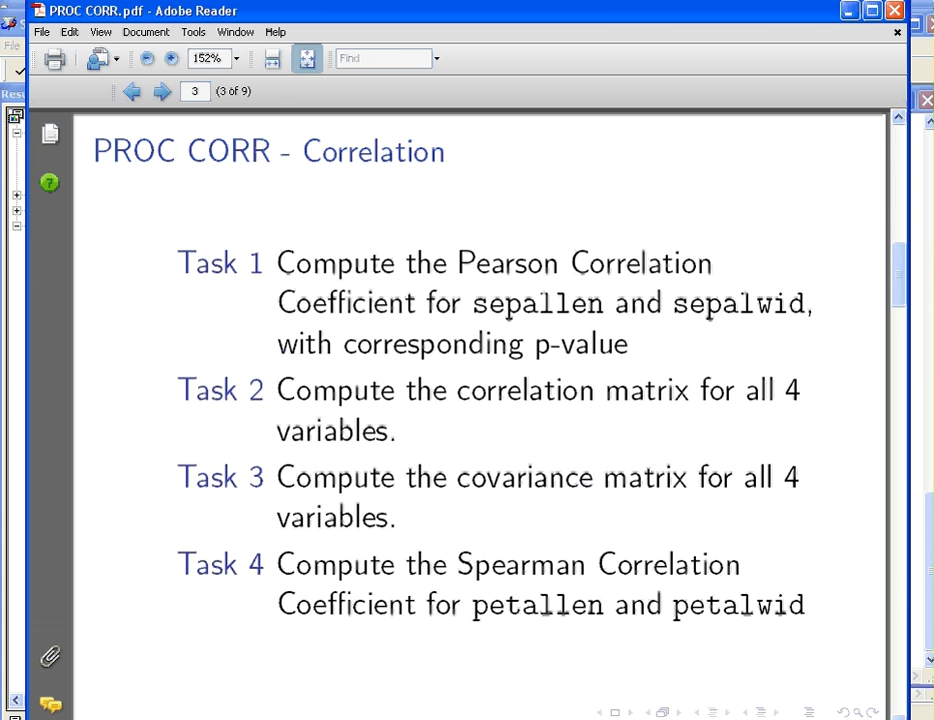 PROC CORR.pdf - Adobe Reader
File Edit View Document Tools Window Help
152% Find
3 (3 of 9)
PROC CORR - Correlation
Task 1 Compute the Pearson Correlation
Coefficient for sepallen and sepalwid,
with corresponding p-value
Task 2 Compute the correlation matrix for all 4
variables.
Task 3 Compute the covariance matrix for all 4
variables.
Task 4 Compute the Spearman Correlation
Coefficient for petallen and petalwid